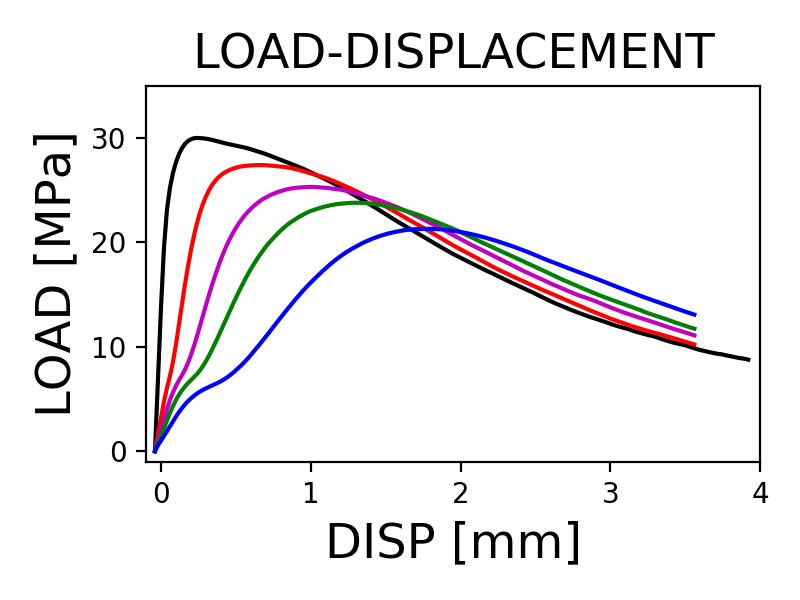 LOAD-DISPLACEMENT
LOAD [MPa]
30
20
10
0
0 1 2 3 4
DISP [mm]